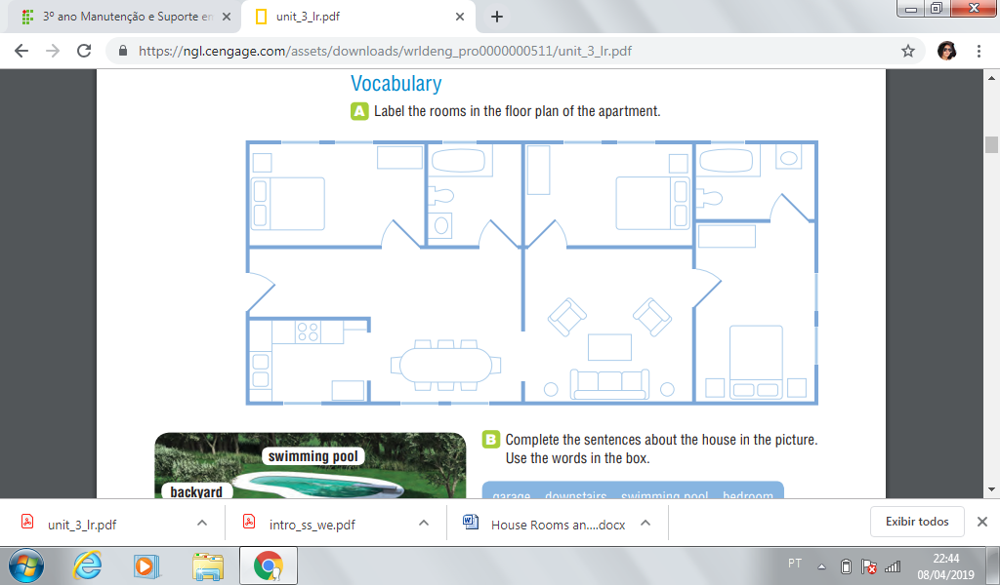 3º ano Manutenção e Suporte en
unit_3_lr.pdf
https://ngl.cengage.com/assets/downloads/wrldeng_pro0000000511/unit_3_lr.pdf
Vocabulary
A Label the rooms in the floor plan of the apartment.
swimming pool
backyard
B Complete the sentences about the house in the picture.
Use the words in the box.
garage downstairs swimming pool bedroom
unit_3_lr.pdf
intro_ss_we.pdf
House Rooms an....docx
Exibir todos
PT
22:44
08/04/2019